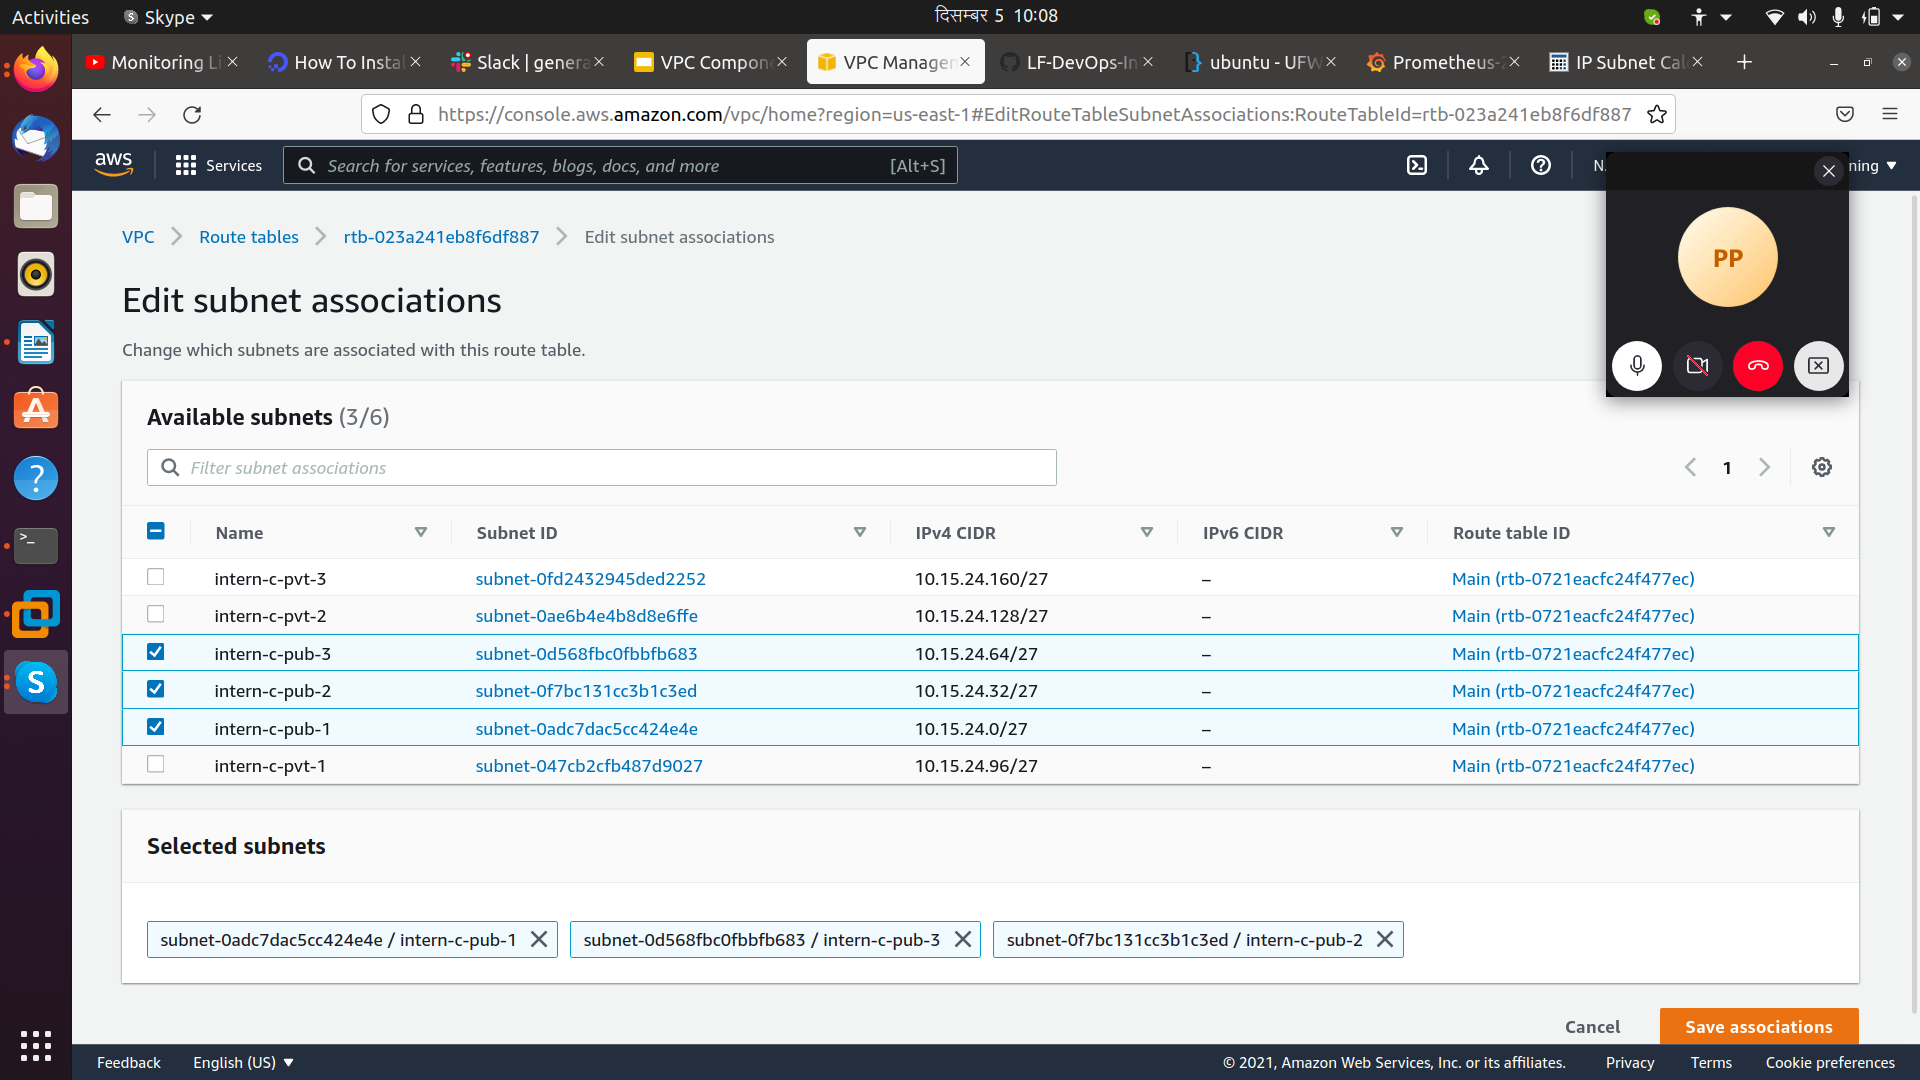 Activities Skype दिसम्बर 5 10:08
Monitoring Li How To Instal Slack | genera VPC Compon VPC Managem LF-DevOps-In ubuntu - UFW Prometheus- IP Subnet Cal
https://console.aws.amazon.com/vpc/home?region=us-east-1#EditRouteTableSubnetAssociations:RouteTableId=rtb-023a241eb8f6df887
aws Services Search for services, features, blogs, docs, and more [Alt+S] N. ning
VPC Route tables rtb-023a241eb8f6df887 Edit subnet associations
PP
Edit subnet associations
Change which subnets are associated with this route table.
Available subnets (3/6)
Filter subnet associations 1
Name Subnet ID IPv4 CIDR IPv6 CIDR Route table ID
intern-c-pvt-3 subnet-0fd2432945ded2252 10.15.24.160/27 – Main (rtb-0721eacfc24f477ec)
intern-c-pvt-2 subnet-0ae6b4e4b8d8e6ffe 10.15.24.128/27 – Main (rtb-0721eacfc24f477ec)
intern-c-pub-3 subnet-0d568fbc0fbbfb683 10.15.24.64/27 – Main (rtb-0721eacfc24f477ec)
intern-c-pub-2 subnet-0f7bc131cc3b1c3ed 10.15.24.32/27 – Main (rtb-0721eacfc24f477ec)
intern-c-pub-1 subnet-0adc7dac5cc424e4e 10.15.24.0/27 – Main (rtb-0721eacfc24f477ec)
intern-c-pvt-1 subnet-047cb2cfb487d9027 10.15.24.96/27 – Main (rtb-0721eacfc24f477ec)
Selected subnets
subnet-0adc7dac5cc424e4e / intern-c-pub-1 subnet-0d568fbc0fbbfb683 / intern-c-pub-3 subnet-0f7bc131cc3b1c3ed / intern-c-pub-2
Cancel Save associations
Feedback English (US) © 2021, Amazon Web Services, Inc. or its affiliates. Privacy Terms Cookie preferences